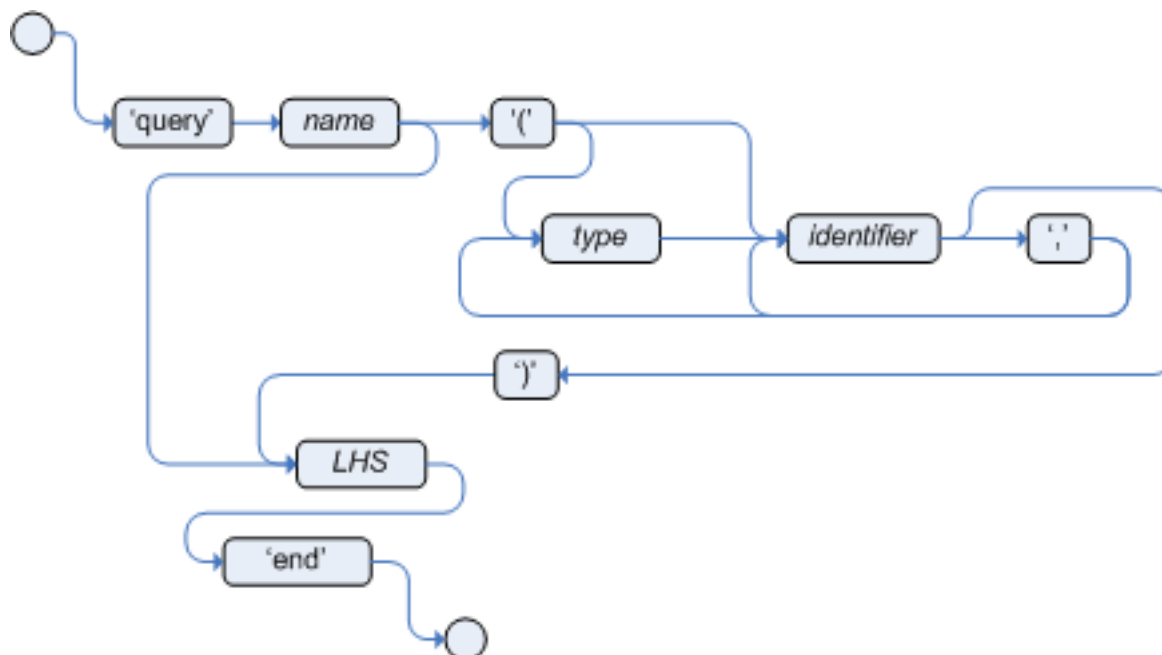 ‘query’ name '('
type identifier ‘,’
‘)’
LHS
‘end’